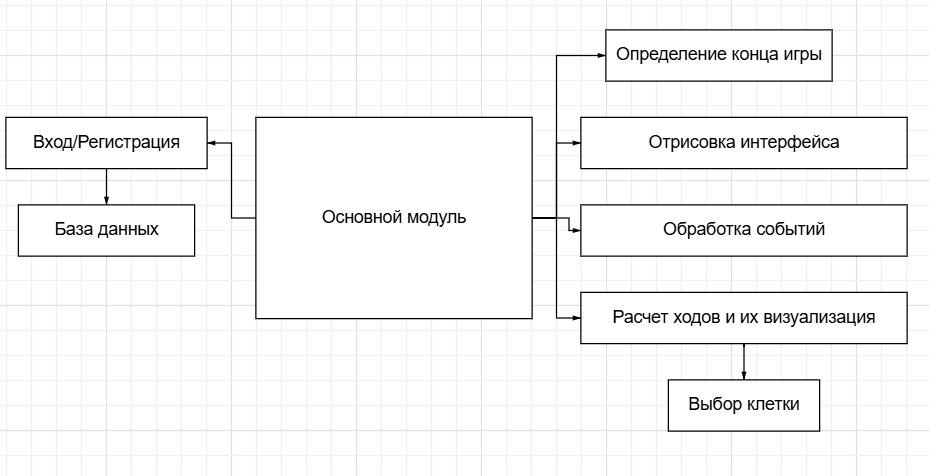 Определение конца игры
Вход/Регистрация
Отрисовка интерфейса
Основной модуль
База данных
Обработка событий
Расчет ходов и их визуализация
Выбор клетки